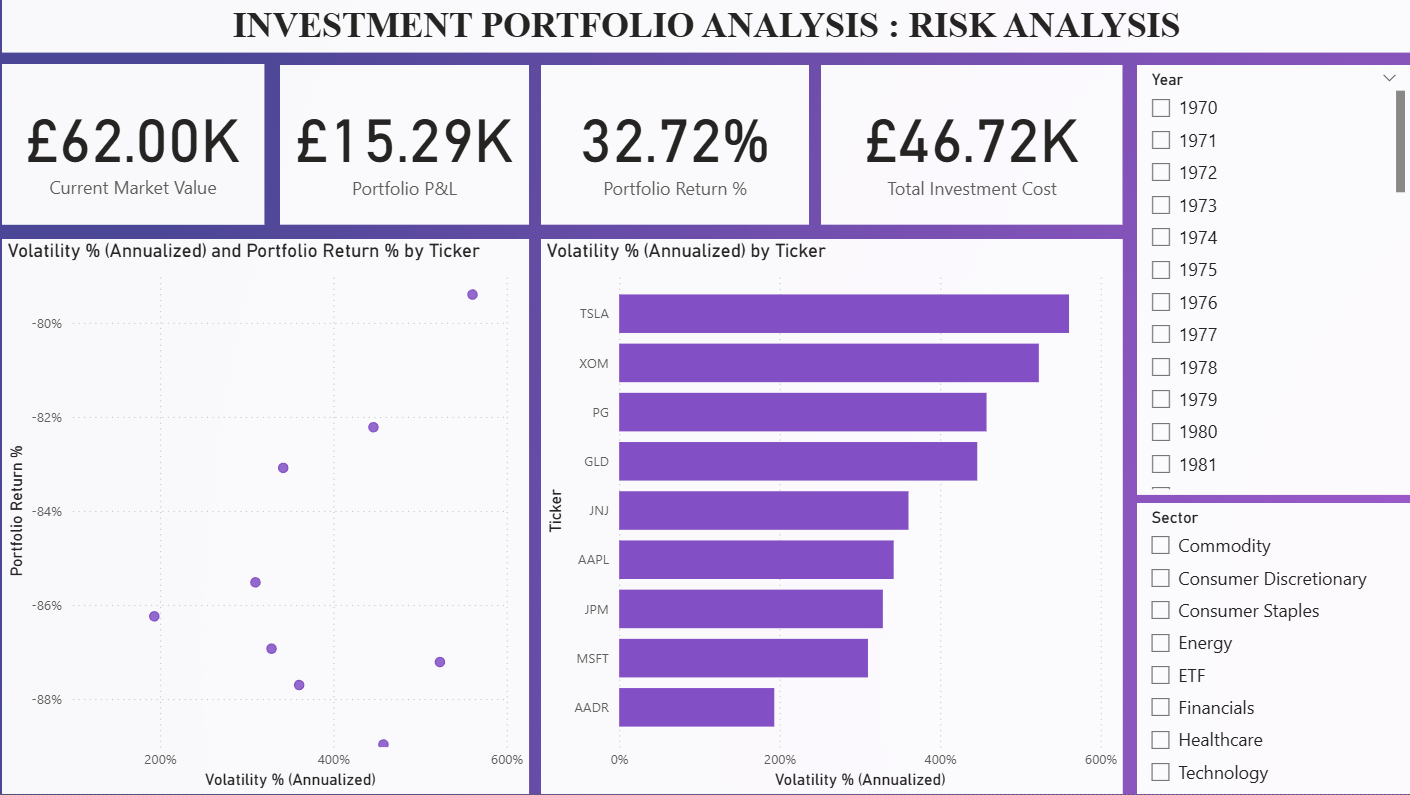 INVESTMENT PORTFOLIO ANALYSIS : RISK ANALYSIS
£62.00K
Current Market Value
£15.29K
Portfolio P&L
32.72%
Portfolio Return %
£46.72K
Total Investment Cost
Volatility % (Annualized) and Portfolio Return % by Ticker
Portfolio Return %
-80%
-82%
-84%
-86%
-88%
200%
400%
600%
Volatility % (Annualized)
Volatility % (Annualized) by Ticker
Ticker
TSLA
XOM
PG
GLD
JNJ
AAPL
JPM
MSFT
AADR
0%
200%
400%
600%
Volatility % (Annualized)
Year
1970
1971
1972
1973
1974
1975
1976
1977
1978
1979
1980
1981
Sector
Commodity
Consumer Discretionary
Consumer Staples
Energy
ETF
Financials
Healthcare
Technology